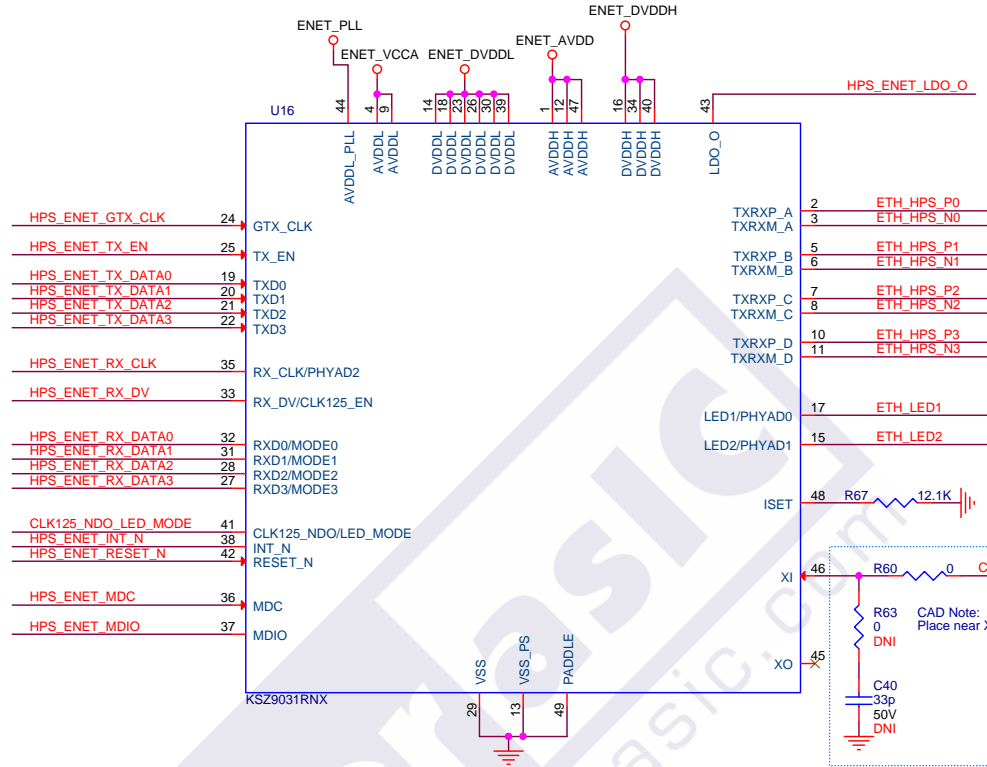 ENET_PLL
ENET_VCCA
ENET_DVDDL
ENET_AVDD
ENET_DVDDH
HPS_ENET_LDO_O
U16
44
4
9
14
18
23
26
30
39
1
12
47
16
34
40
43
AVDDL_PLL
AVDDL
AVDDL
DVDDL
DVDDL
DVDDL
DVDDL
DVDDL
DVDDL
AVDDH
AVDDH
AVDDH
DVDDH
DVDDH
DVDDH
LDO_O
HPS_ENET_GTX_CLK 24 GTX_CLK
HPS_ENET_TX_EN 25 TX_EN
HPS_ENET_TX_DATA0 19 TXD0
HPS_ENET_TX_DATA1 20 TXD1
HPS_ENET_TX_DATA2 21 TXD2
HPS_ENET_TX_DATA3 22 TXD3
HPS_ENET_RX_CLK 35 RX_CLK/PHYAD2
HPS_ENET_RX_DV 33 RX_DV/CLK125_EN
HPS_ENET_RX_DATA0 32 RXD0/MODE0
HPS_ENET_RX_DATA1 31 RXD1/MODE1
HPS_ENET_RX_DATA2 28 RXD2/MODE2
HPS_ENET_RX_DATA3 27 RXD3/MODE3
CLK125_NDO_LED_MODE 41 CLK125_NDO/LED_MODE
HPS_ENET_INT_N 38 INT_N
HPS_ENET_RESET_N 42 RESET_N
HPS_ENET_MDC 36 MDC
HPS_ENET_MDIO 37 MDIO
TXRXP_A 2 ETH_HPS_P0
TXRXM_A 3 ETH_HPS_N0
TXRXP_B 5 ETH_HPS_P1
TXRXM_B 6 ETH_HPS_N1
TXRXP_C 7 ETH_HPS_P2
TXRXM_C 8 ETH_HPS_N2
TXRXP_D 10 ETH_HPS_P3
TXRXM_D 11 ETH_HPS_N3
LED1/PHYAD0 17 ETH_LED1
LED2/PHYAD1 15 ETH_LED2
ISET 48 R67 12.1K
XI 46 R60 0 C
R63
0
DNI
CAD Note:
Place near X
XO 45
C40
33p
50V
DNI
VSS
VSS_PS
PADDLE
29
13
49
KSZ9031RNX
asic
asic.com